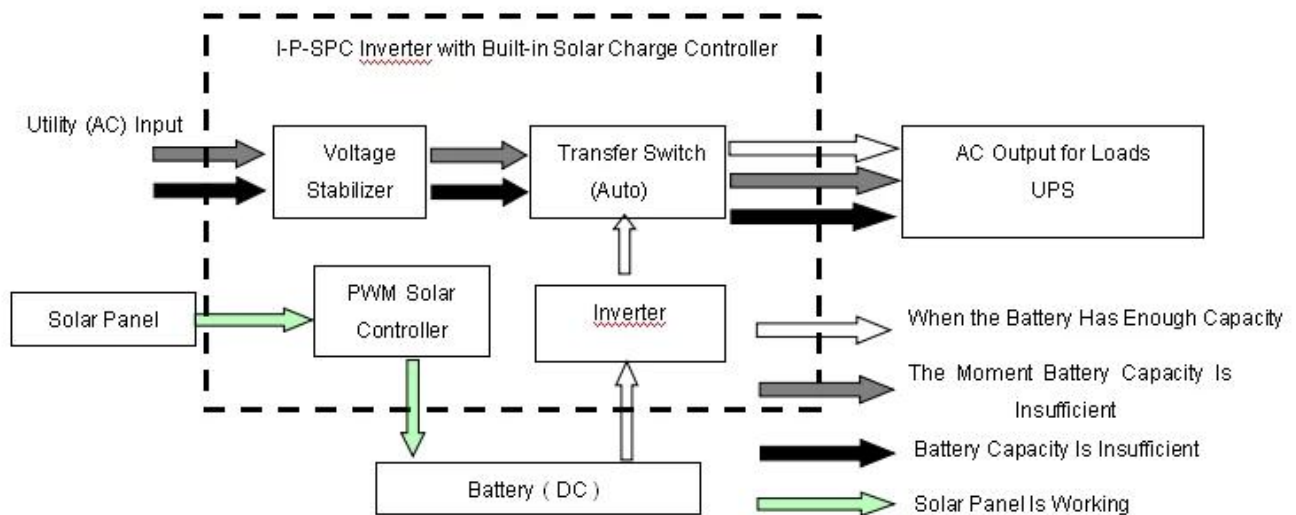 I-P-SPC Inverter with Built-in Solar Charge Controller
Utility (AC) Input
Voltage
Stabilizer
Transfer Switch
(Auto)
AC Output for Loads
UPS
Solar Panel
PWM Solar
Controller
Inverter
Battery ( DC )
When the Battery Has Enough Capacity
The Moment Battery Capacity Is
Insufficient
Battery Capacity Is Insufficient
Solar Panel Is Working